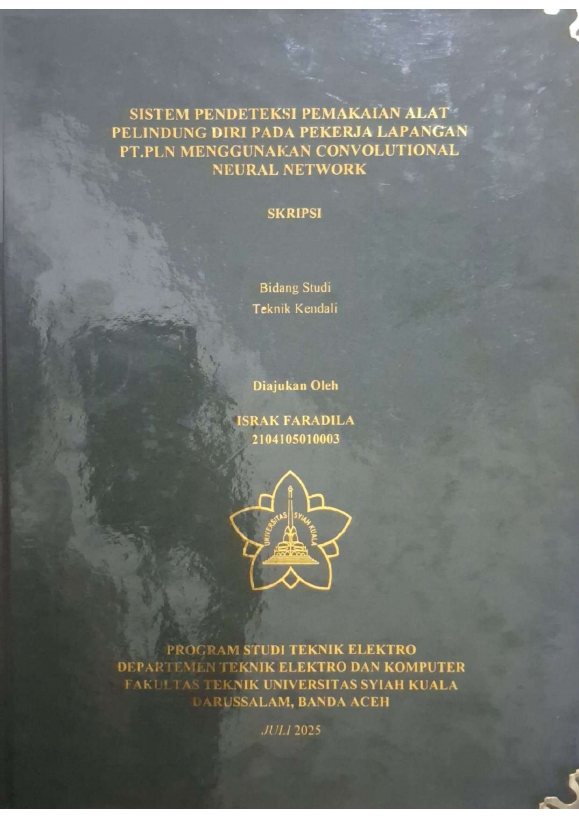 SISTEM PENDETEKSI PEMAKAIAN ALAT
PELINDUNG DIRI PADA PEKERJA LAPANGAN
PT.PLN MENGGUNAKAN CONVOLUTIONAL
NEURAL NETWORK
SKRIPSI
Bidang Studi
Teknik Kendali
Diajukan Oleh
ISRAK FARADILA
2104105010003
UNIVERSITAS SYIAH KUALA
PROGRAM STUDI TEKNIK ELEKTRO
DEPARTEMEN TEKNIK ELEKTRO DAN KOMPUTER
FAKULTAS TEKNIK UNIVERSITAS SYIAH KUALA
DARUSSALAM, BANDA ACEH
JULI 2025